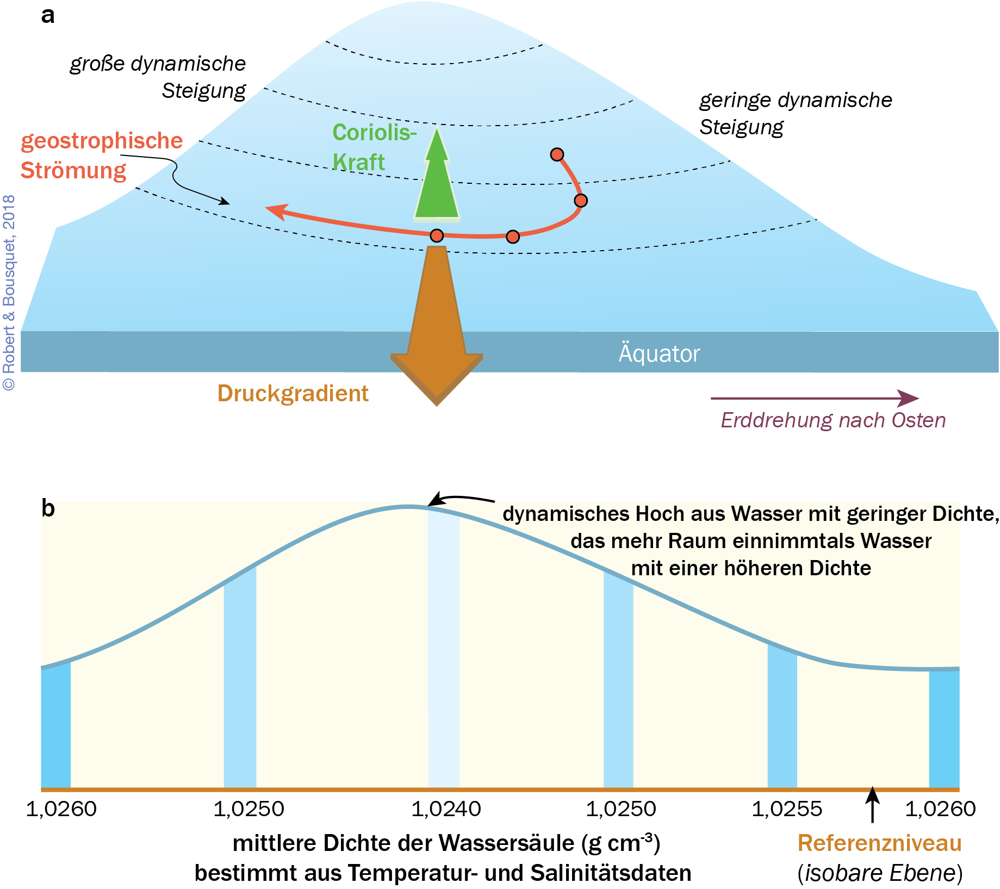 a
große dynamische
Steigung
geringe dynamische
Steigung
geostrophische
Strömung
Coriolis-
Kraft
Äquator
Druckgradient
Erddrehung nach Osten
© Robert & Bousquet, 2018
b
dynamisches Hoch aus Wasser mit geringer Dichte,
das mehr Raum einnimmtals Wasser
mit einer höheren Dichte
1,0260 1,0250 1,0240 1,0250 1,0255 1,0260
mittlere Dichte der Wassersäule (g cm⁻³)
bestimmt aus Temperatur- und Salinitätsdaten
Referenzniveau
(isobare Ebene)